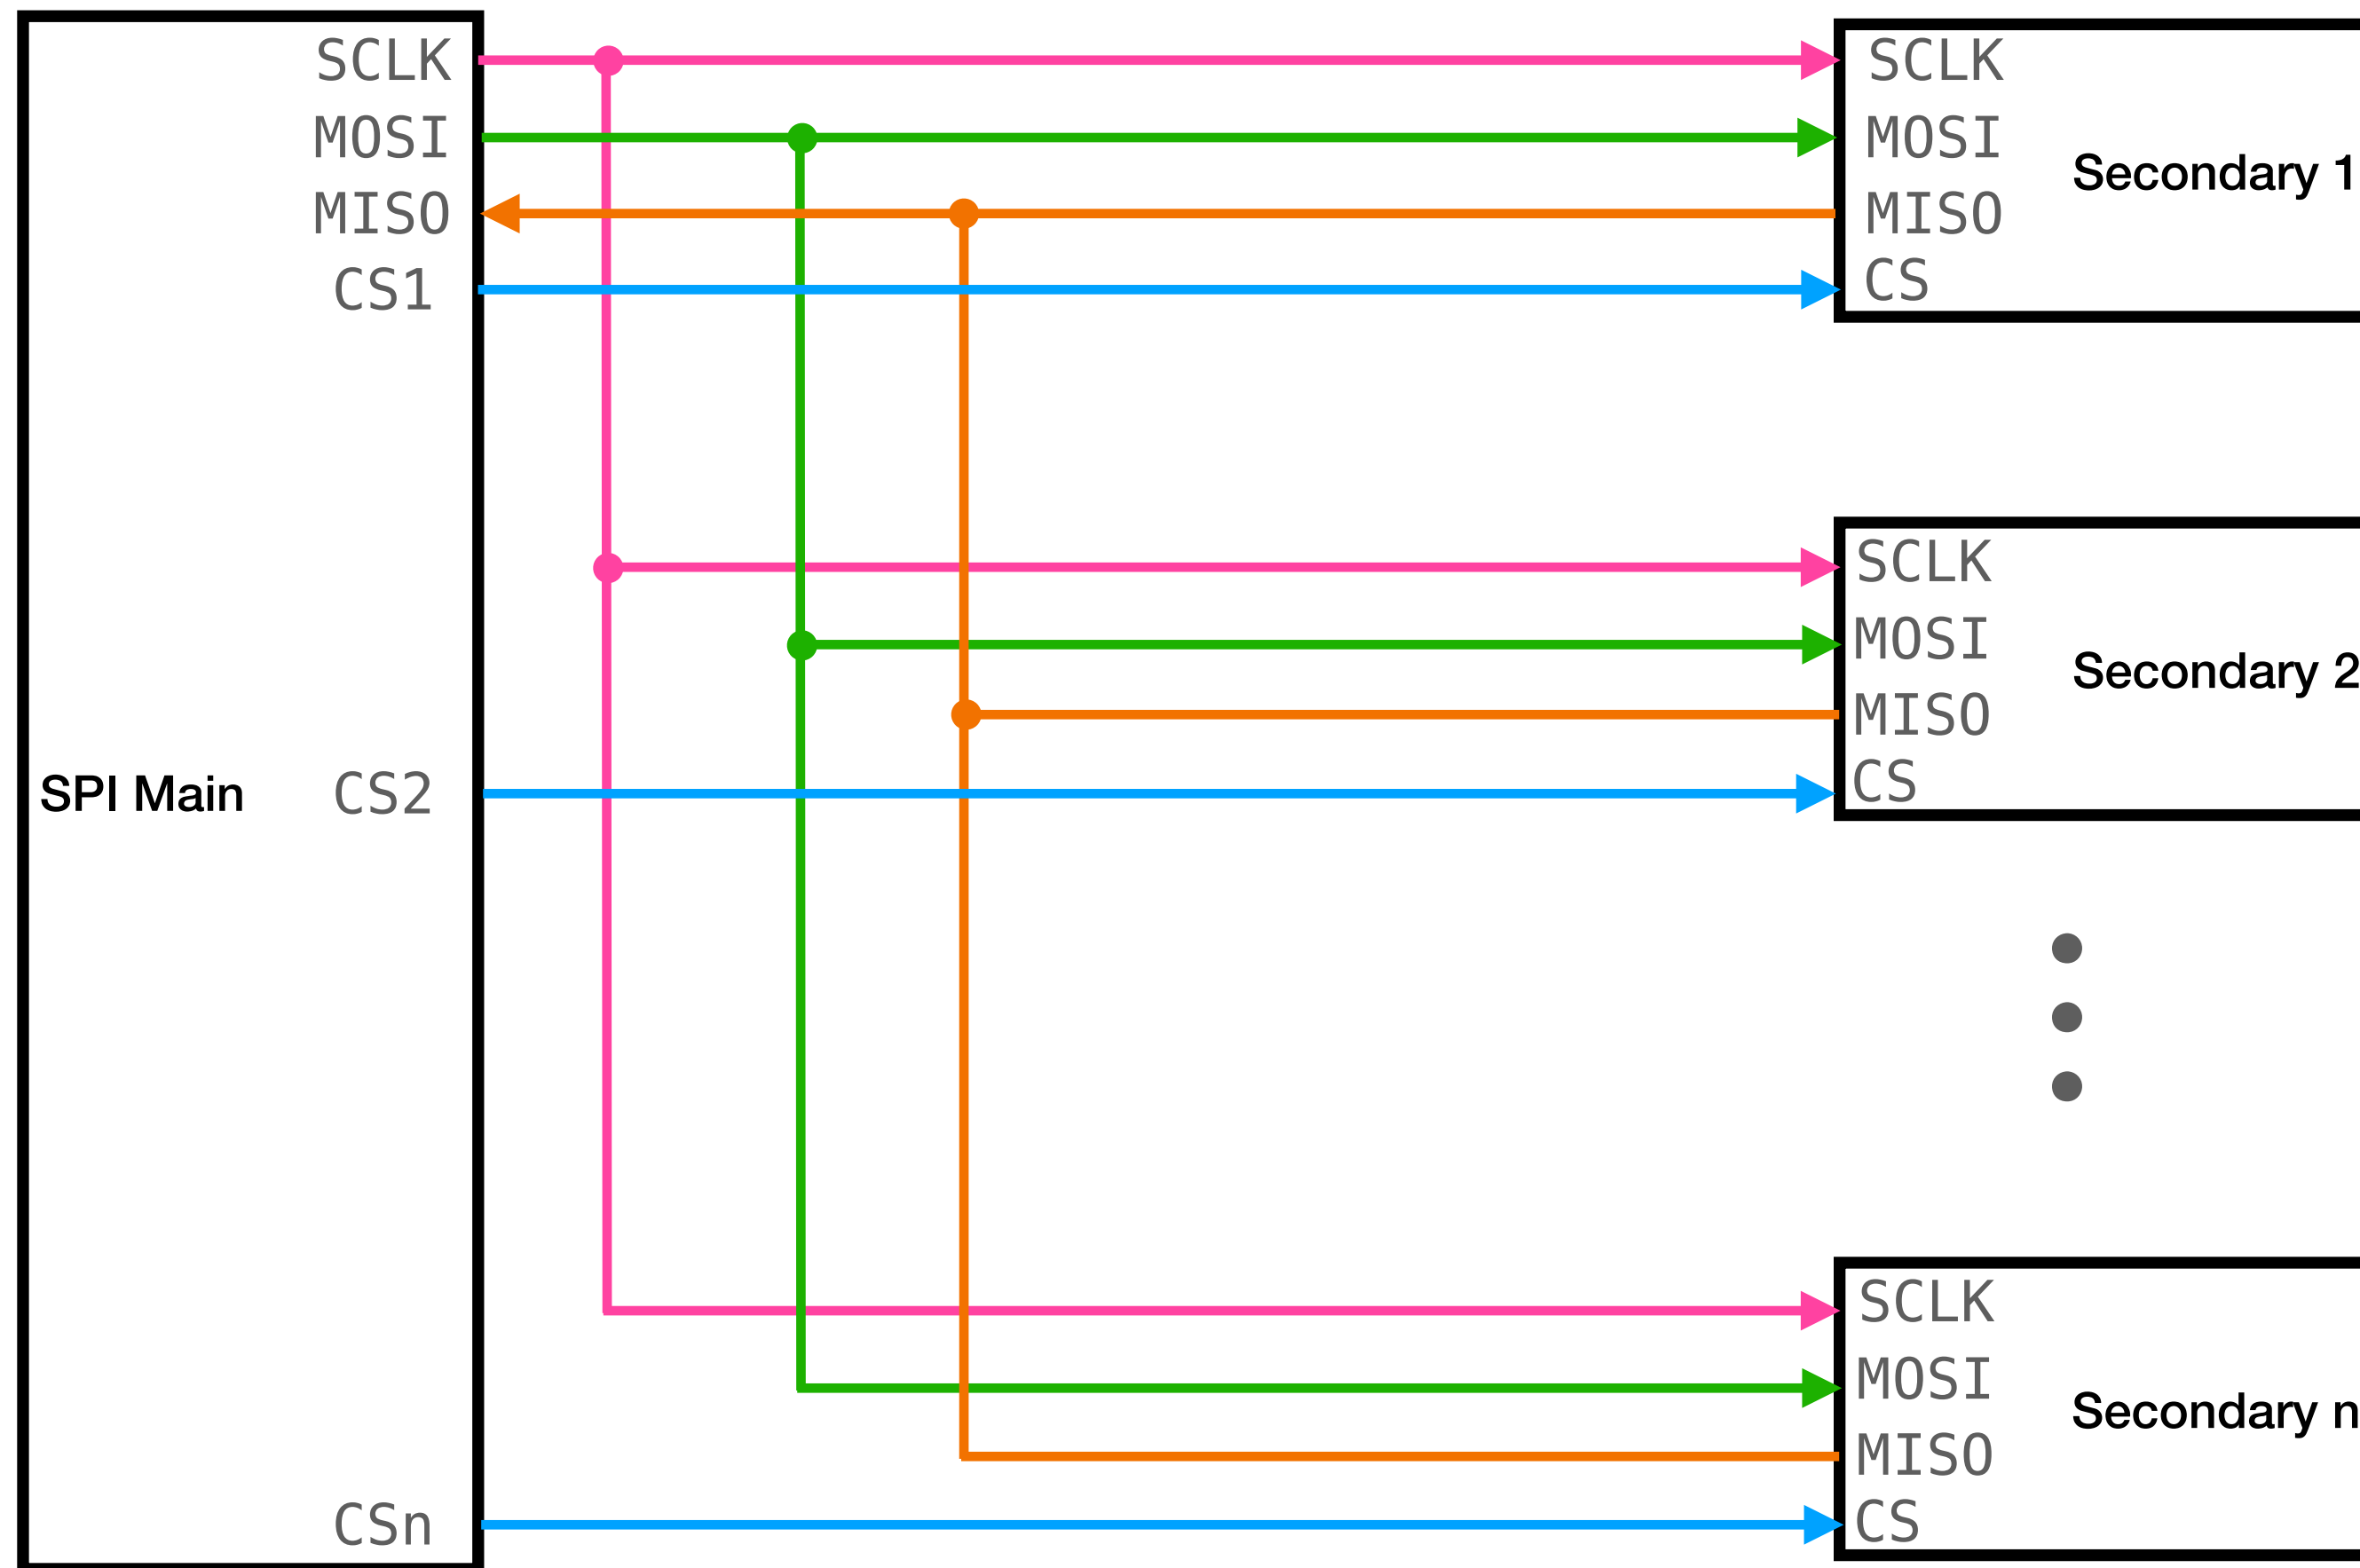 SCLK
MOSI
MISO
CS1
SPI Main
CS2
CSn
SCLK
MOSI
MISO
CS
Secondary 1
SCLK
MOSI
MISO
CS
Secondary 2
SCLK
MOSI
MISO
CS
Secondary n